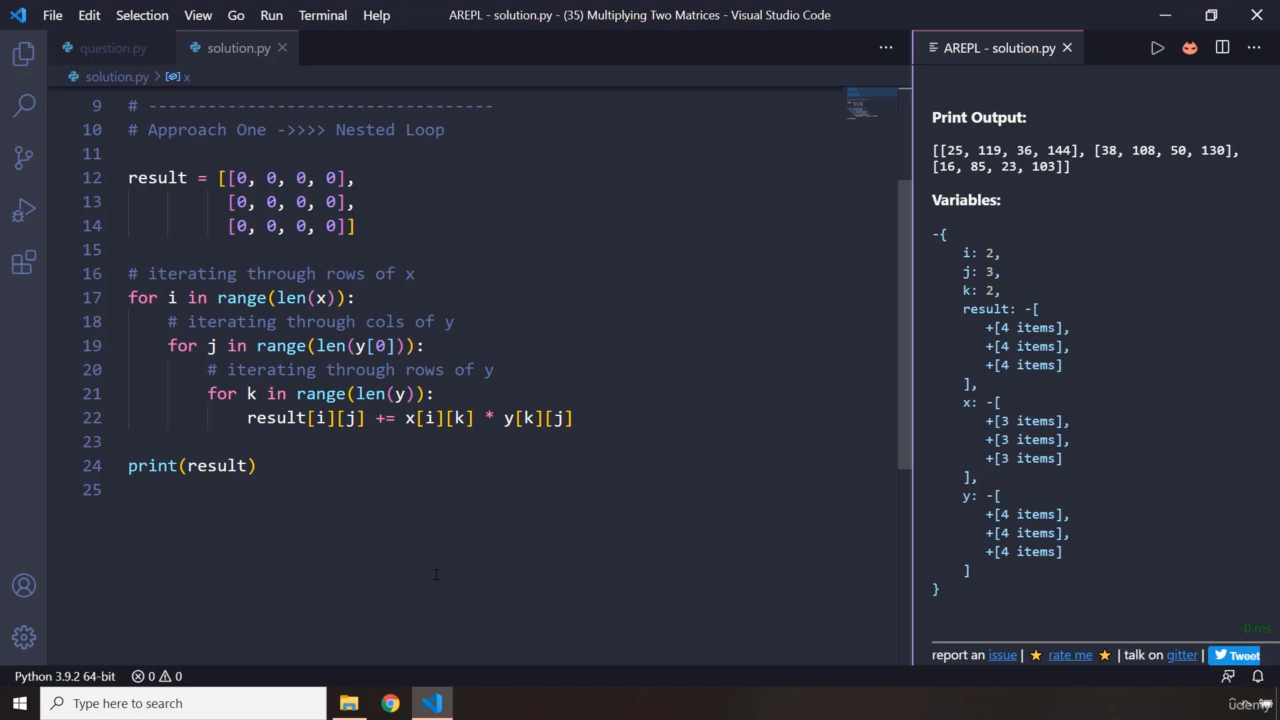 File Edit Selection View Go Run Terminal Help
AREPL - solution.py - (35) Multiplying Two Matrices - Visual Studio Code
question.py
solution.py
AREPL - solution.py
solution.py > x
9 # -----------------------------------
10 # Approach One ->>>> Nested Loop
11
12 result = [[0, 0, 0, 0],
13 [0, 0, 0, 0],
14 [0, 0, 0, 0]]
15
16 # iterating through rows of x
17 for i in range(len(x)):
18 # iterating through cols of y
19 for j in range(len(y[0])):
20 # iterating through rows of y
21 for k in range(len(y)):
22 result[i][j] += x[i][k] * y[k][j]
23
24 print(result)
25
Print Output:
[[25, 119, 36, 144], [38, 108, 50, 130],
[16, 85, 23, 103]]
Variables:
-{
i: 2,
j: 3,
k: 2,
result: -[
+[4 items],
+[4 items],
+[4 items]
],
x: -[
+[3 items],
+[3 items],
+[3 items]
],
y: -[
+[4 items],
+[4 items],
+[4 items]
]
}
0 ms
report an issue | ★ rate me ★ | talk on gitter | Tweet
Python 3.9.2 64-bit 0 0
Type here to search
udemy